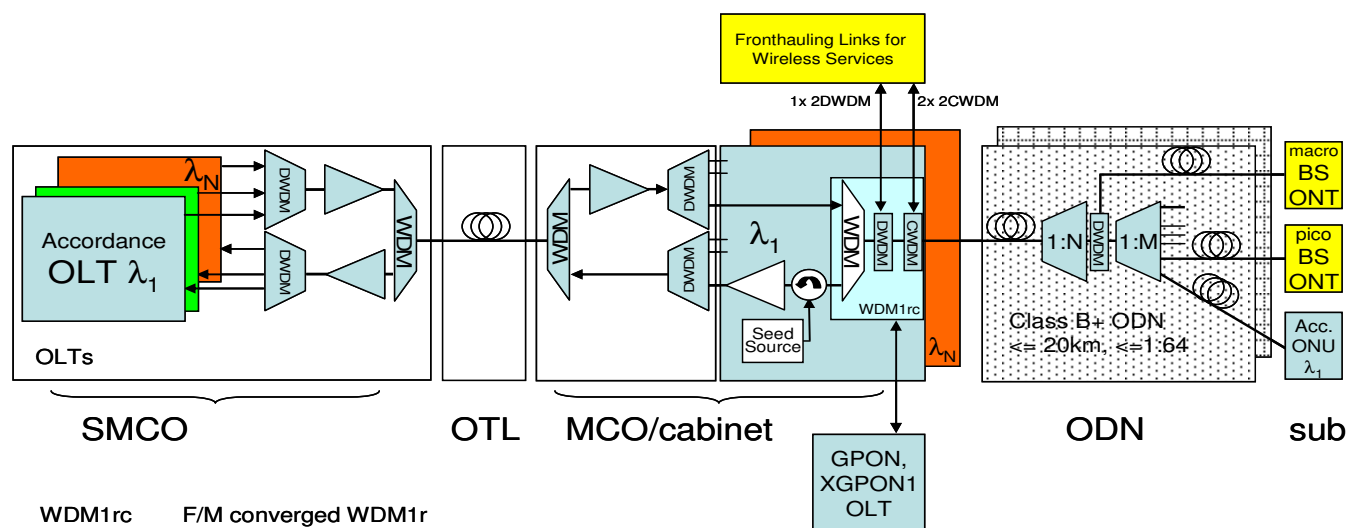 Fronthauling Links for
Wireless Services
1x 2DWDM
2x 2CWDM
λN
Accordance
OLT λ1
DWDM
DWDM
WDM
OLTs
WDM
DWDM
DWDM
λ1
WDM
DWDM
CWDM
WDM1rc
Seed
Source
λN
1:N
DWDM
1:M
Class B+ ODN
<= 20km, <=1:64
macro
BS
ONT
pico
BS
ONT
Acc.
ONU
λ1
SMCO
OTL
MCO/cabinet
ODN
sub
GPON,
XGPON1
OLT
WDM1rc F/M converged WDM1r